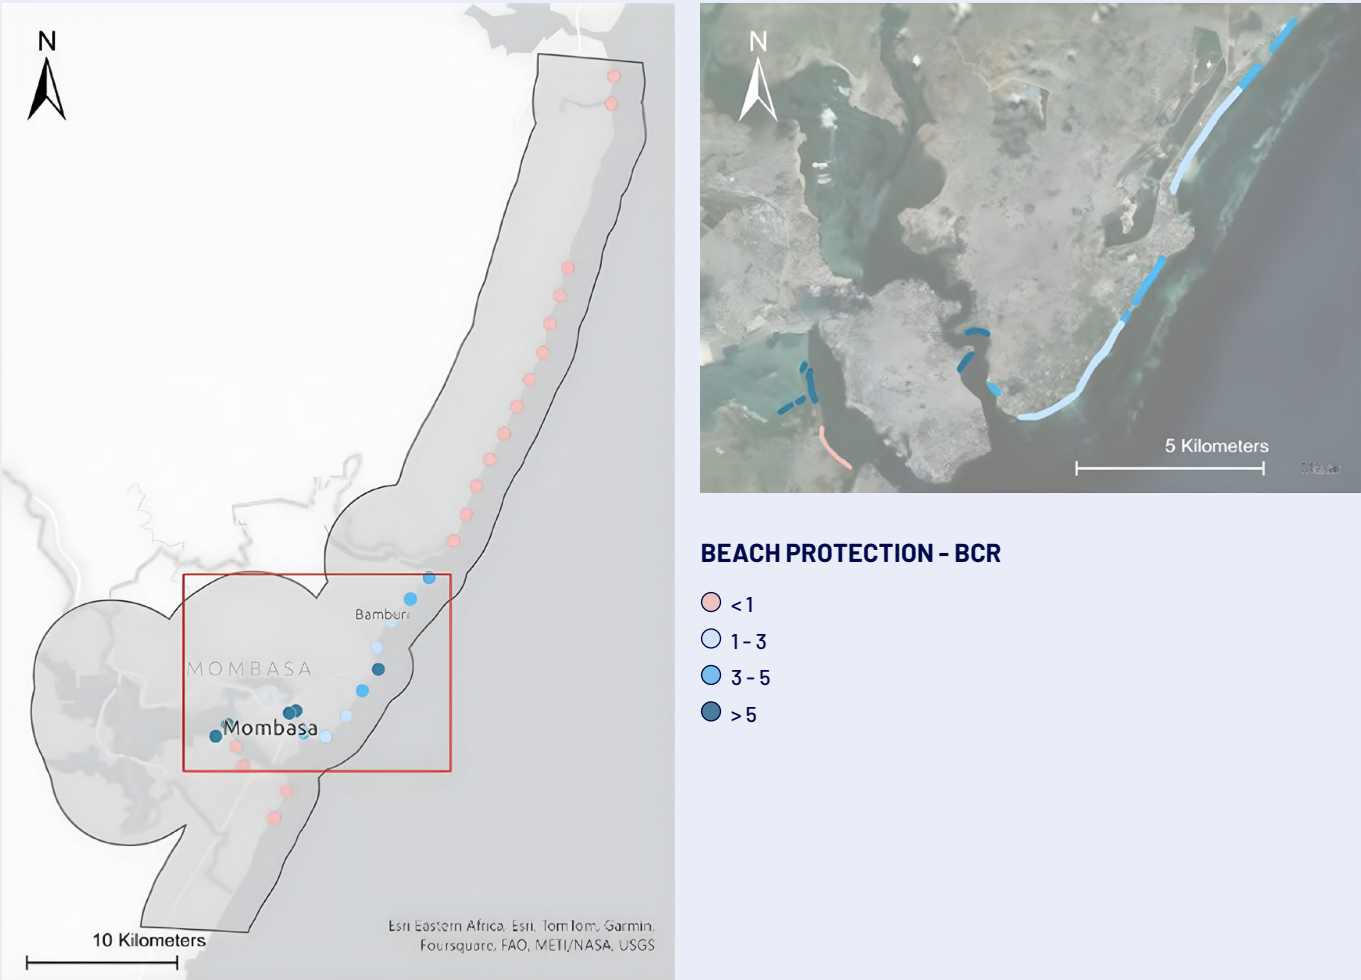 N
Bamburi
MOMBASA
Mombasa
10 Kilometers
Esri Eastern Africa, Esri, TomTom, Garmin,
Foursquare, FAO, METI/NASA, USGS
N
5 Kilometers
BEACH PROTECTION - BCR
< 1
1 - 3
3 - 5
> 5